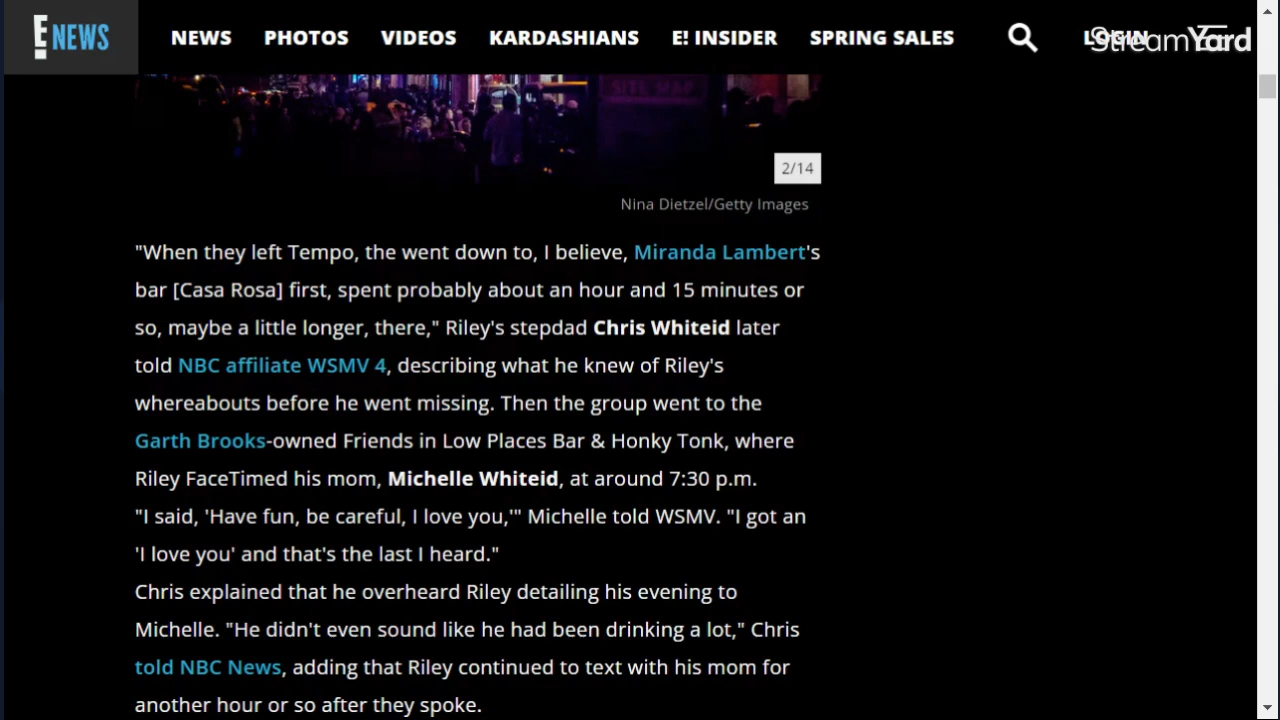 E NEWS
NEWS PHOTOS VIDEOS KARDASHIANS E! INSIDER SPRING SALES LOGIN
StreamYard
SITE MAP
2/14
Nina Dietzel/Getty Images
"When they left Tempo, the went down to, I believe, Miranda Lambert's
bar [Casa Rosa] first, spent probably about an hour and 15 minutes or
so, maybe a little longer, there," Riley's stepdad Chris Whiteid later
told NBC affiliate WSMV 4, describing what he knew of Riley's
whereabouts before he went missing. Then the group went to the
Garth Brooks-owned Friends in Low Places Bar & Honky Tonk, where
Riley FaceTimed his mom, Michelle Whiteid, at around 7:30 p.m.
"I said, 'Have fun, be careful, I love you,'" Michelle told WSMV. "I got an
'I love you' and that's the last I heard."
Chris explained that he overheard Riley detailing his evening to
Michelle. "He didn't even sound like he had been drinking a lot," Chris
told NBC News, adding that Riley continued to text with his mom for
another hour or so after they spoke.